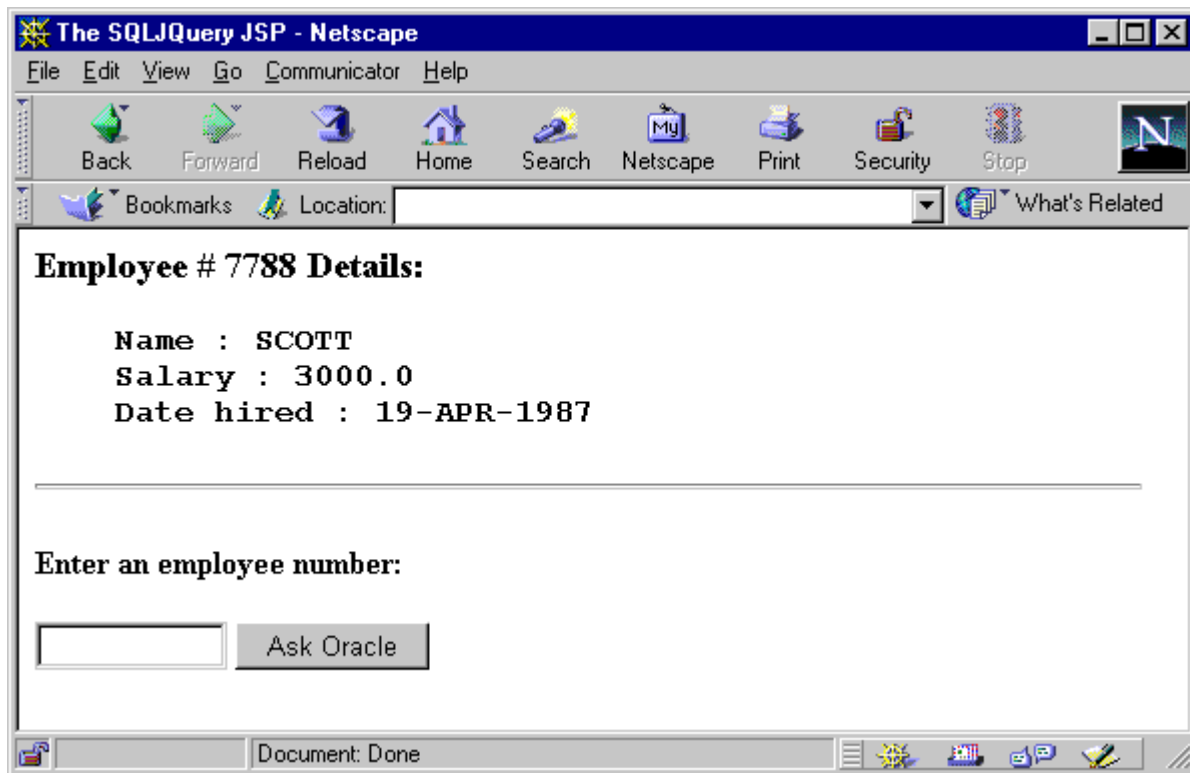 The SQLJQuery JSP - Netscape
File Edit View Go Communicator Help
My
N
Back Forward Reload Home Search Netscape Print Security Stop
Bookmarks Location: What's Related
Employee # 7788 Details:
Name : SCOTT
Salary : 3000.0
Date hired : 19-APR-1987
Enter an employee number:
Ask Oracle
Document: Done